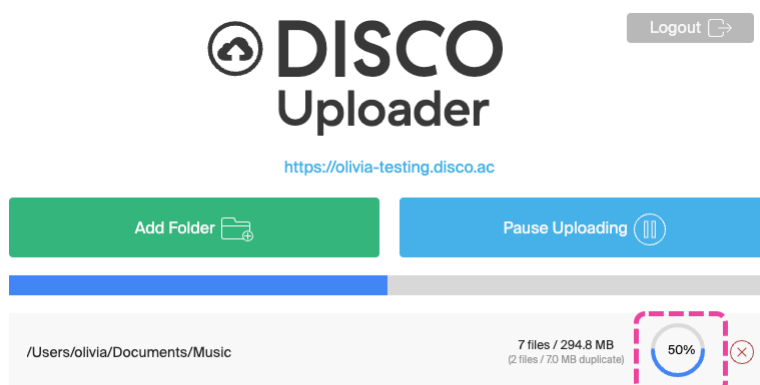 Logout
DISCO
Uploader
https://olivia-testing.disco.ac
Add Folder
Pause Uploading
/Users/olivia/Documents/Music
7 files / 294.8 MB
(2 files / 7.0 MB duplicate)
50%